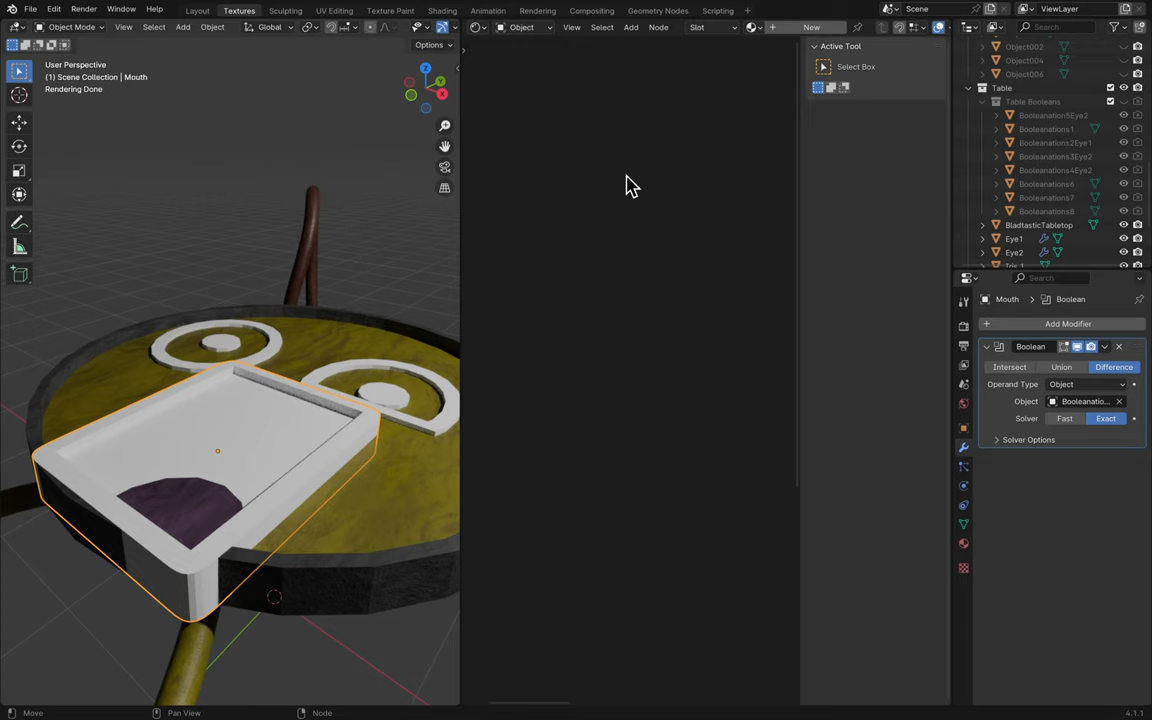 File Edit Render Window Help Layout Textures Sculpting UV Editing Texture Paint Shading Animation Rendering Compositing Geometry Nodes Scripting + Scene ViewLayer
Object Mode View Select Add Object Global Object View Select Add Node Slot New Search
Options
User Perspective
(1) Scene Collection | Mouth
Rendering Done
Z
Y
X
Active Tool
Select Box
Object002
Object004
Object006
Table
Table Booleans
Booleanation5Eye2
Booleanations1
Booleanations2Eye1
Booleanations3Eye2
Booleanations4Eye2
Booleanations6
Booleanations7
Booleanations8
BladtasticTabletop
Eye1
Eye2
Search
Mouth > Boolean
+ Add Modifier
Boolean
Intersect Union Difference
Operand Type Object
Object Booleanatio...
Solver Fast Exact
Solver Options
Move Pan View Node 4.1.1